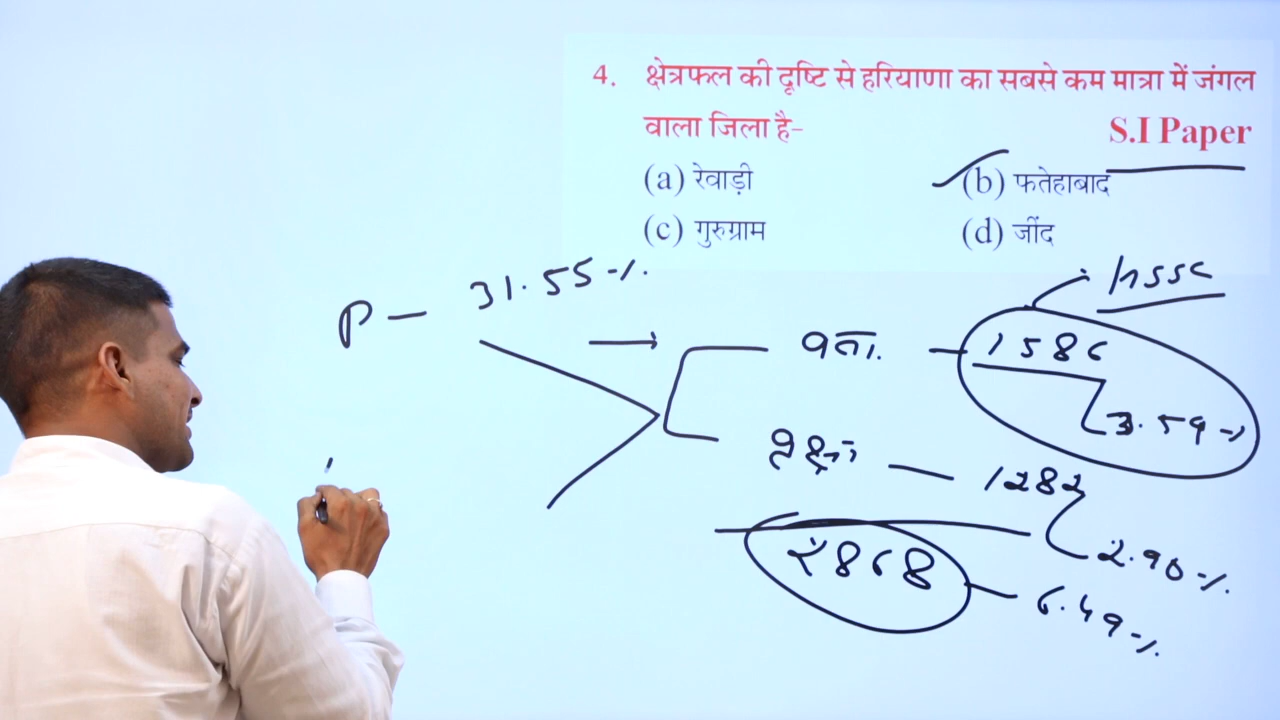 4. क्षेत्रफल की दृष्टि से हरियाणा का सबसे कम मात्रा में जंगल
वाला जिला है-
S.I Paper
(a) रेवाड़ी
(b) फतेहाबाद
(c) गुरुग्राम
(d) जींद
hssc
P - 31.55%
1586
3.59%
1282
2.90%
2868
6.49%